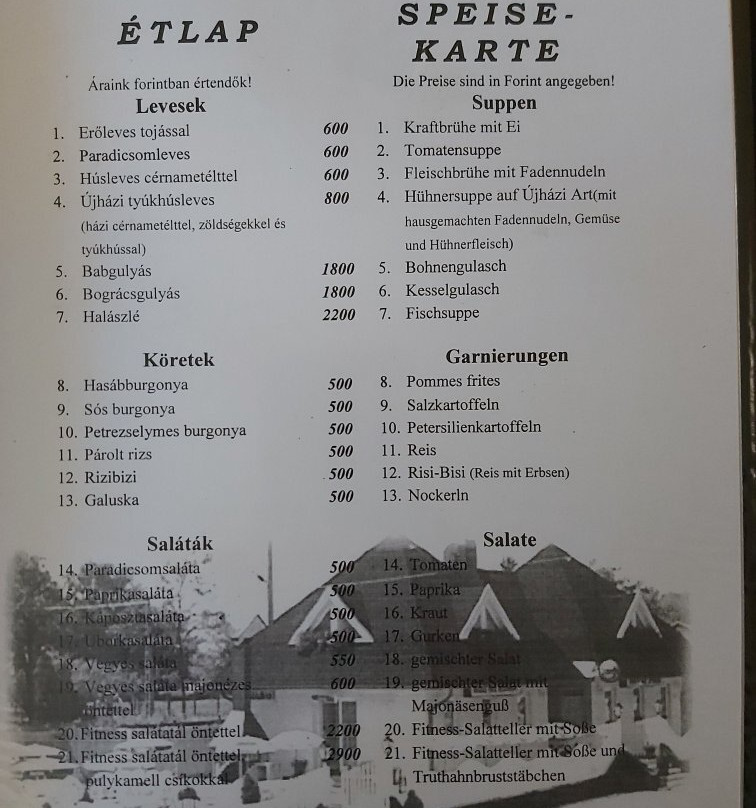 ÉTLAP
Áraink forintban értendők!
Levesek
1. Erőleves tojással 600
2. Paradicsomleves 600
3. Húsleves cérnametélttel 600
4. Újházi tyúkhúsleves 800
(házi cérnametélttel, zöldségekkel és
tyúkhússal)
5. Babgulyás 1800
6. Bográcsgulyás 1800
7. Halászlé 2200
Köretek
8. Hasábburgonya 500
9. Sós burgonya 500
10. Petrezselymes burgonya 500
11. Párolt rizs 500
12. Rizibizi 500
13. Galuska 500
Saláták
14. Paradicsomsaláta 500
15. Paprikasaláta 500
16. Káposztasaláta 500
17. Uborkasaláta 500
18. Vegyes saláta 550
19. Vegyes saláta majonézes 600
öntettel
20. Fitness salátatál öntettel 2200
21. Fitness salátatál öntettel, 2900
pulykamell csíkokkal
SPEISE-
KARTE
Die Preise sind in Forint angegeben!
Suppen
1. Kraftbrühe mit Ei
2. Tomatensuppe
3. Fleischbrühe mit Fadennudeln
4. Hühnersuppe auf Újházi Art(mit
hausgemachten Fadennudeln, Gemüse
und Hühnerfleisch)
5. Bohnengulasch
6. Kesselgulasch
7. Fischsuppe
Garnierungen
8. Pommes frites
9. Salzkartoffeln
10. Petersilienkartoffeln
11. Reis
12. Risi-Bisi (Reis mit Erbsen)
13. Nockerln
Salate
14. Tomaten
15. Paprika
16. Kraut
17. Gurken
18. gemischter Salat
19. gemischter Salat mit
Majonäsenguß
20. Fitness-Salatteller mit Soße
21. Fitness-Salatteller mit Soße und
Truthahnbruststäbchen